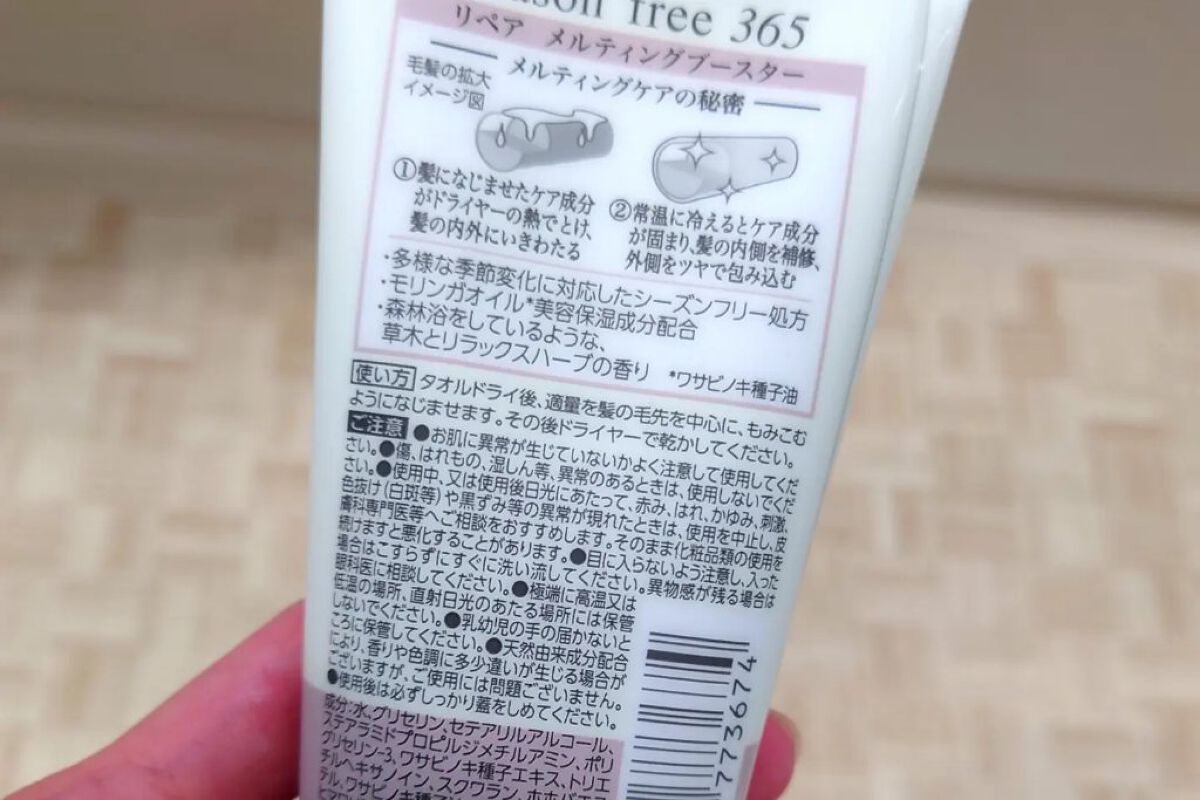 free 365
リペア メルティングブースター
メルティングケアの秘密
毛髪の拡大
イメージ図
①髪になじませたケア成分
がドライヤーの熱でとけ、
髪の内外にいきわたる
②常温に冷えるとケア成分
が固まり、髪の内側を補修、
外側をツヤで包み込む
・多様な季節変化に対応したシーズンフリー処方
・モリンガオイル*美容保湿成分配合
・森林浴をしているような、
草木とリラックスハーブの香り *ワサビノキ種子油
使い方 タオルドライ後、適量を髪の毛先を中心に、もみこむ
ようになじませます。その後ドライヤーで乾かしてください。
ご注意 ●お肌に異常が生じていないかよく注意して使用してくだ
さい。●傷、はれもの、湿しん等、異常のあるときは、使用しないでくだ
さい。●使用中、又は使用後日光にあたって、赤み、はれ、かゆみ、刺激、
色抜け(白斑等)や黒ずみ等の異常が現れたときは、使用を中止し、皮
膚科専門医等へご相談をおすすめします。そのまま化粧品類の使用を
続けますと悪化することがあります。●目に入らないよう注意し、入った
場合はこすらずにすぐに洗い流してください。異物感が残る場合は
眼科医に相談してください。●極端に高温又は
低温の場所、直射日光のあたる場所には保管
しないでください。●乳幼児の手の届かないと
ころに保管してください。●天然由来成分配合
により、香りや色調に多少違いが生じる場合が
ございますが、ご使用には問題ございません。
●使用後は必ずしっかり蓋をしめてください。
成分:水、グリセリン、セテアリルアルコール、
ステアラミドプロピルジメチルアミン、ポリ
グリセリン-3、ワサビノキ種子エキス、トリエ
チルヘキサノイン、スクワラン、ホホバエス
テル、ワサビノキ種子
773674